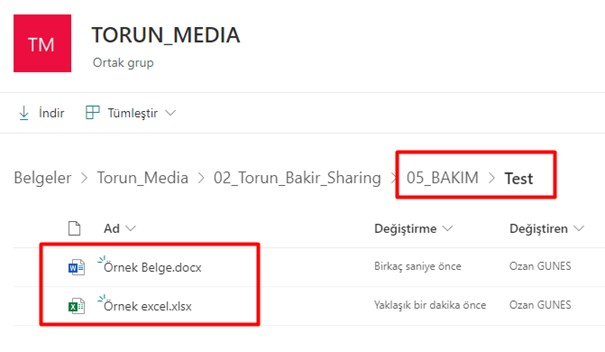 TM
TORUN_MEDIA
Ortak grup
İndir Tümleştir
Belgeler > Torun_Media > 02_Torun_Bakir_Sharing > 05_BAKIM > Test
Ad Değiştirme Değiştiren
Örnek Belge.docx Birkaç saniye önce Ozan GUNES
Örnek excel.xlsx Yaklaşık bir dakika önce Ozan GUNES